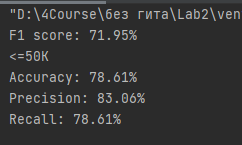 "D:\4Course\без гита\Lab2\ven
F1 score: 71.95%
<=50K
Accuracy: 78.61%
Precision: 83.06%
Recall: 78.61%